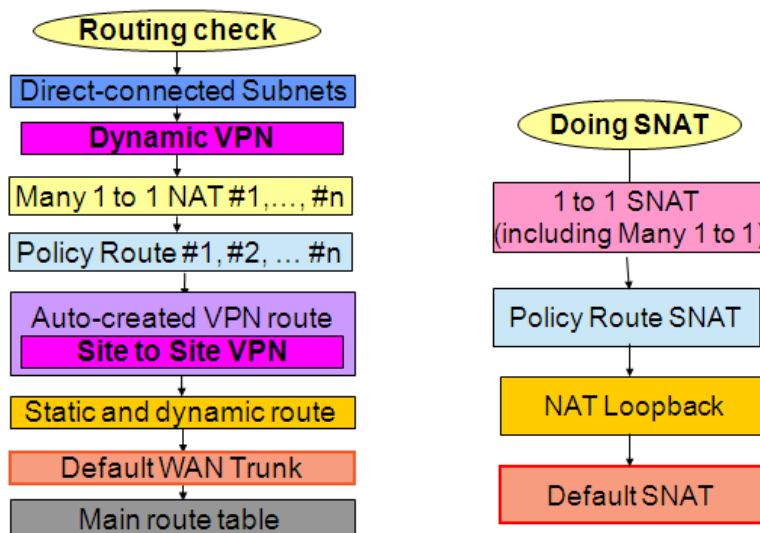 Routing check
Direct-connected Subnets
Dynamic VPN
Many 1 to 1 NAT #1,..., #n
Policy Route #1, #2, ... #n
Auto-created VPN route
Site to Site VPN
Static and dynamic route
Default WAN Trunk
Main route table
Doing SNAT
1 to 1 SNAT
(including Many 1 to 1)
Policy Route SNAT
NAT Loopback
Default SNAT